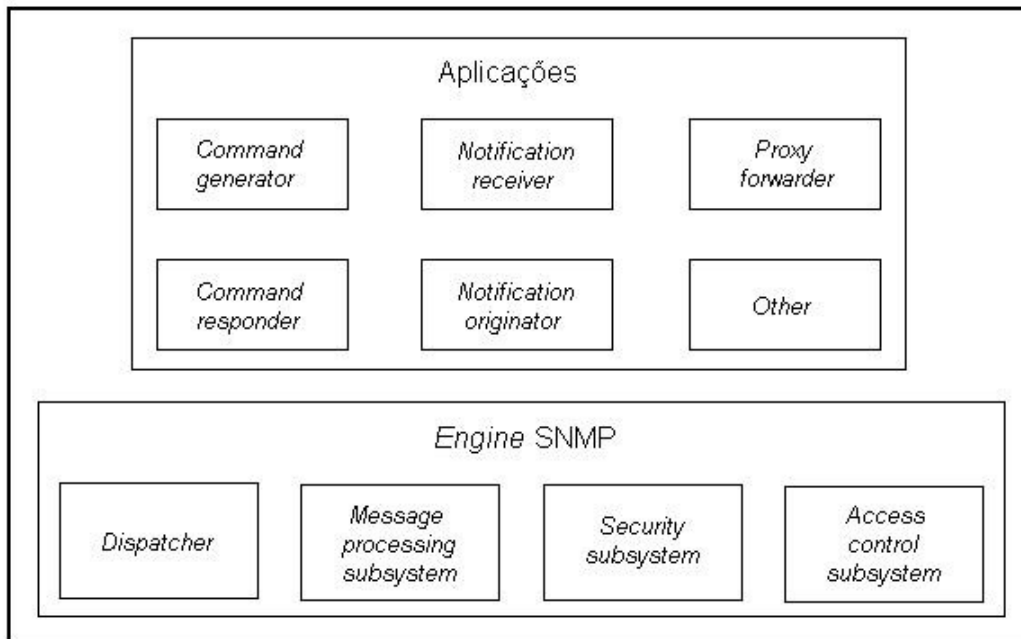 Aplicações
Command
generator
Notification
receiver
Proxy
forwarder
Command
responder
Notification
originator
Other
Engine SNMP
Dispatcher
Message
processing
subsystem
Security
subsystem
Access
control
subsystem